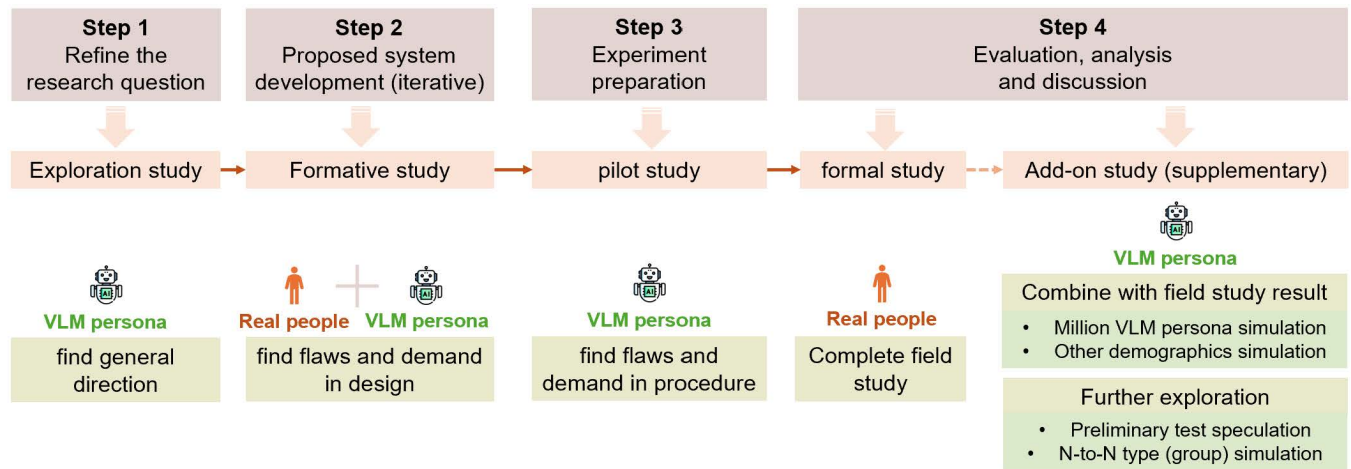 Step 1
Refine the
research question
Step 2
Proposed system
development (iterative)
Step 3
Experiment
preparation
Step 4
Evaluation, analysis
and discussion
Exploration study
Formative study
pilot study
formal study
Add-on study (supplementary)
AI
VLM persona
find general
direction
Real people
AI
VLM persona
find flaws and demand
in design
AI
VLM persona
find flaws and
demand in procedure
Real people
Complete field
study
AI
VLM persona
Combine with field study result
• Million VLM persona simulation
• Other demographics simulation
Further exploration
• Preliminary test speculation
• N-to-N type (group) simulation